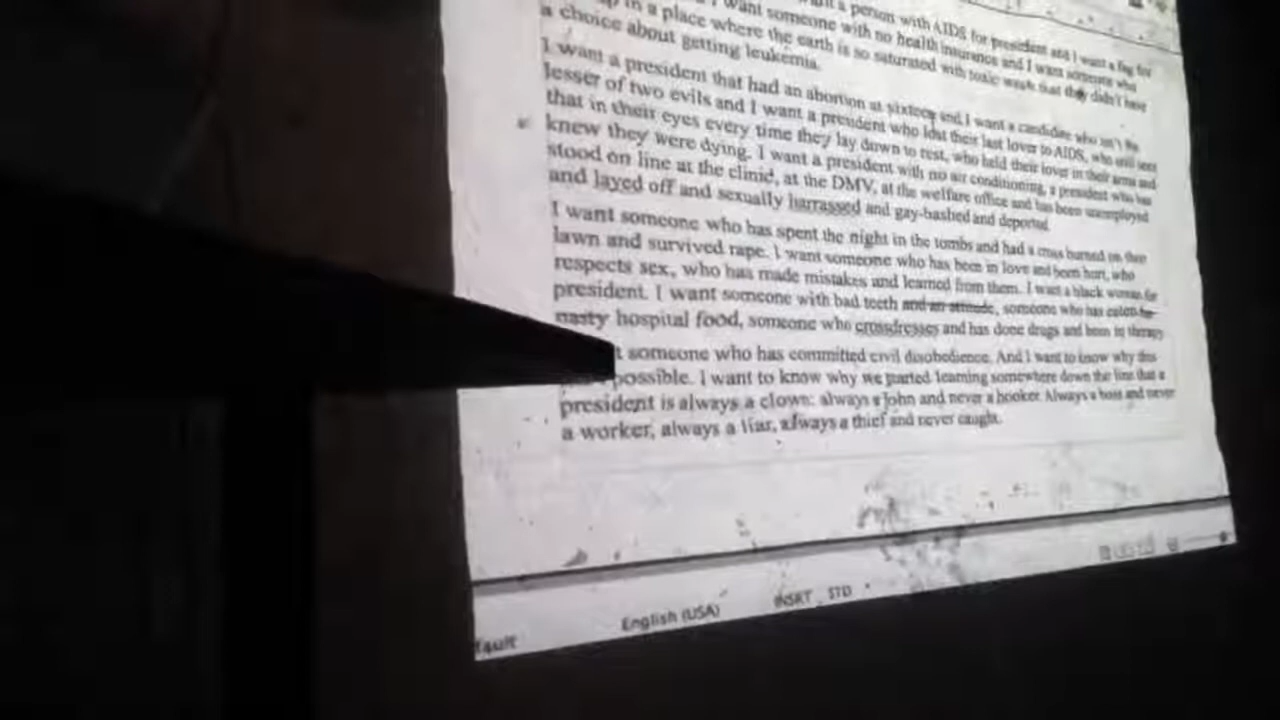 want a person with AIDS for president and I want a fag for
I want someone with no health insurance and I want someone who
in a place where the earth is so saturated with toxic waste that they didn't have
a choice about getting leukemia.
I want a president that had an abortion at sixteen and I want a candidate who isn't the
lesser of two evils and I want a president who lost their last lover to AIDS, who still sees
that in their eyes every time they lay down to rest, who held their lover in their arms and
knew they were dying. I want a president with no air conditioning, a president who has
stood on line at the clinic, at the DMV, at the welfare office and has been unemployed
and layed off and sexually harrassed and gay-bashed and deported.
I want someone who has spent the night in the tombs and had a cross burned on their
lawn and survived rape. I want someone who has been in love and been hurt, who
respects sex, who has made mistakes and learned from them. I want a black woman for
president. I want someone with bad teeth and an attitude, someone who has eaten
nasty hospital food, someone who crossdresses and has done drugs and been in therapy
t someone who has committed civil disobedience. And I want to know why this
possible. I want to know why we started learning somewhere down the line that a
president is always a clown: always a john and never a hooker. Always a boss and never
a worker, always a liar, always a thief and never caught.
English (USA) INSRT STD
fault